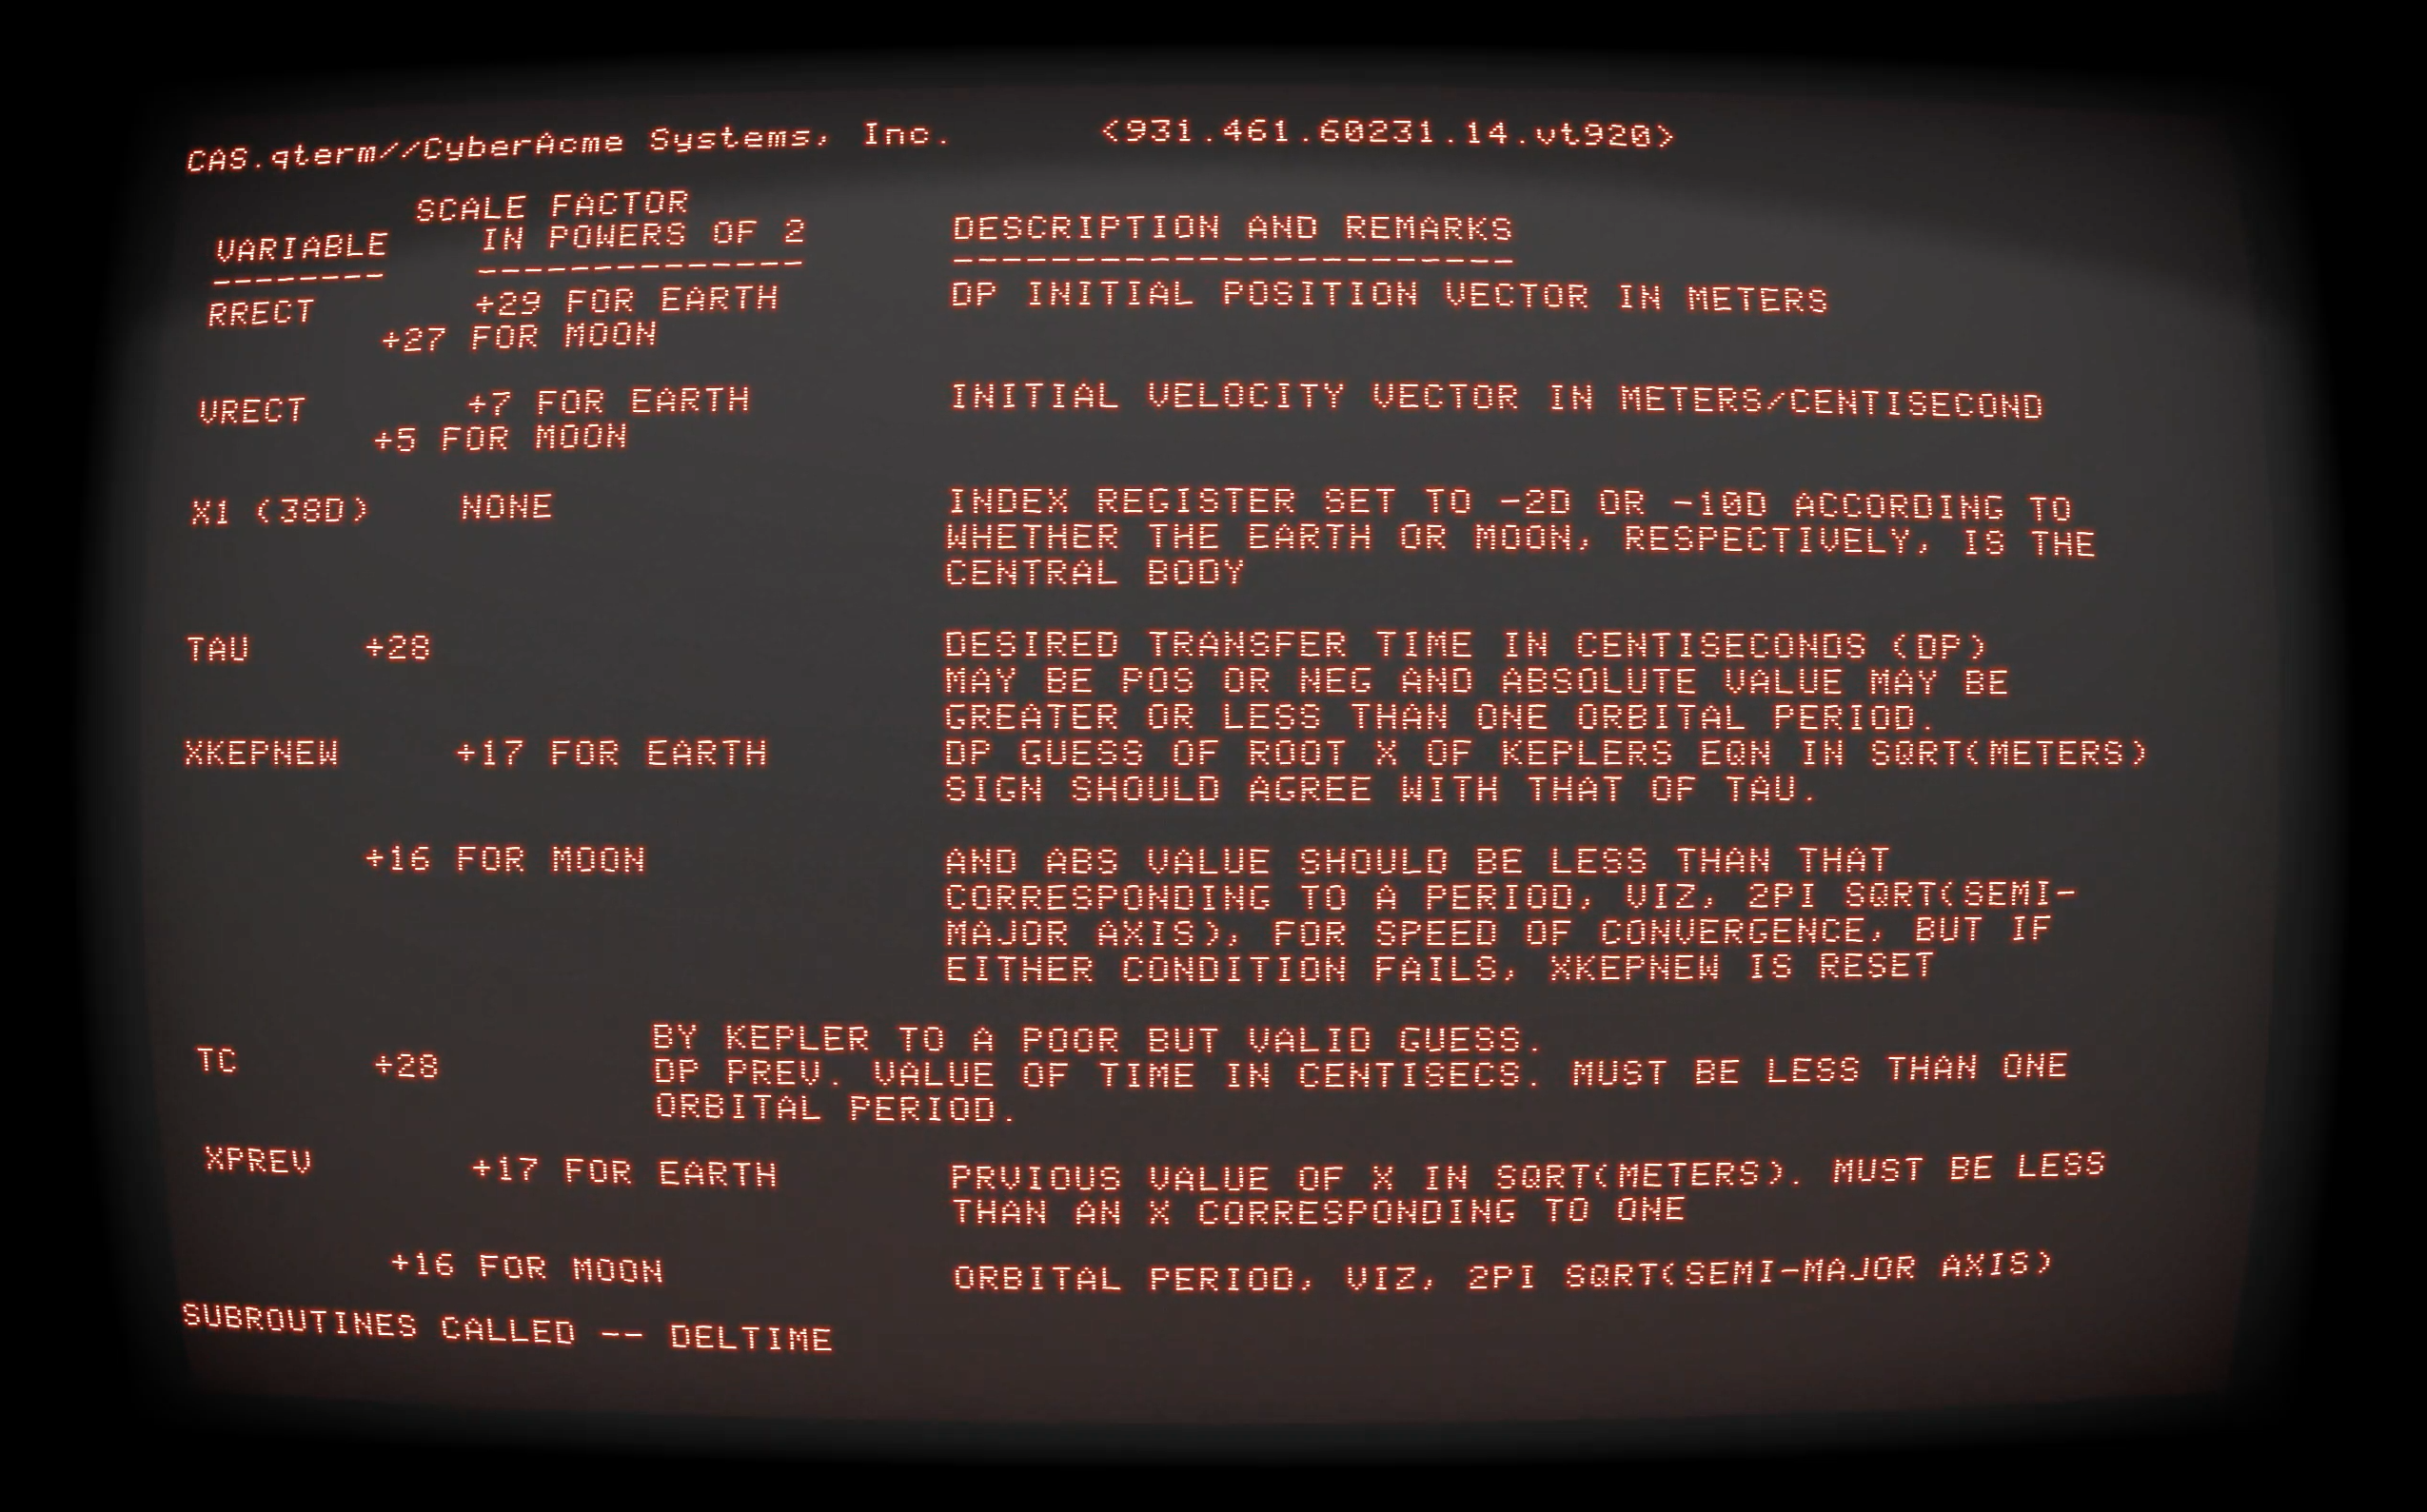 CAS.qterm//CyberAcme Systems, Inc. <93i.461.60231.14.vt920>
SCALE FACTOR
VARIABLE IN POWERS OF 2 DESCRIPTION AND REMARKS
-------- -------------- -----------------------
RRECT +29 FOR EARTH DP INITIAL POSITION VECTOR IN METERS
+27 FOR MOON
VRECT +7 FOR EARTH INITIAL VELOCITY VECTOR IN METERS/CENTISECOND
+5 FOR MOON
X1 (38D) NONE INDEX REGISTER SET TO -2D OR -10D ACCORDING TO
WHETHER THE EARTH OR MOON, RESPECTIVELY, IS THE
CENTRAL BODY
TAU +28 DESIRED TRANSFER TIME IN CENTISECONDS (DP)
MAY BE POS OR NEG AND ABSOLUTE VALUE MAY BE
GREATER OR LESS THAN ONE ORBITAL PERIOD.
XKEPNEW +17 FOR EARTH DP GUESS OF ROOT X OF KEPLERS EQN IN SQRT(METERS)
SIGN SHOULD AGREE WITH THAT OF TAU.
+16 FOR MOON AND ABS VALUE SHOULD BE LESS THAN THAT
CORRESPONDING TO A PERIOD, VIZ, 2PI SQRT(SEMI-
MAJOR AXIS), FOR SPEED OF CONVERGENCE, BUT IF
EITHER CONDITION FAILS, XKEPNEW IS RESET
BY KEPLER TO A POOR BUT VALID GUESS.
TC +28 DP PREV. VALUE OF TIME IN CENTISECS. MUST BE LESS THAN ONE
ORBITAL PERIOD.
XPREV +17 FOR EARTH PRVIOUS VALUE OF X IN SQRT(METERS). MUST BE LESS
THAN AN X CORRESPONDING TO ONE
+16 FOR MOON ORBITAL PERIOD, VIZ, 2PI SQRT(SEMI-MAJOR AXIS)
SUBROUTINES CALLED -- DELTIME